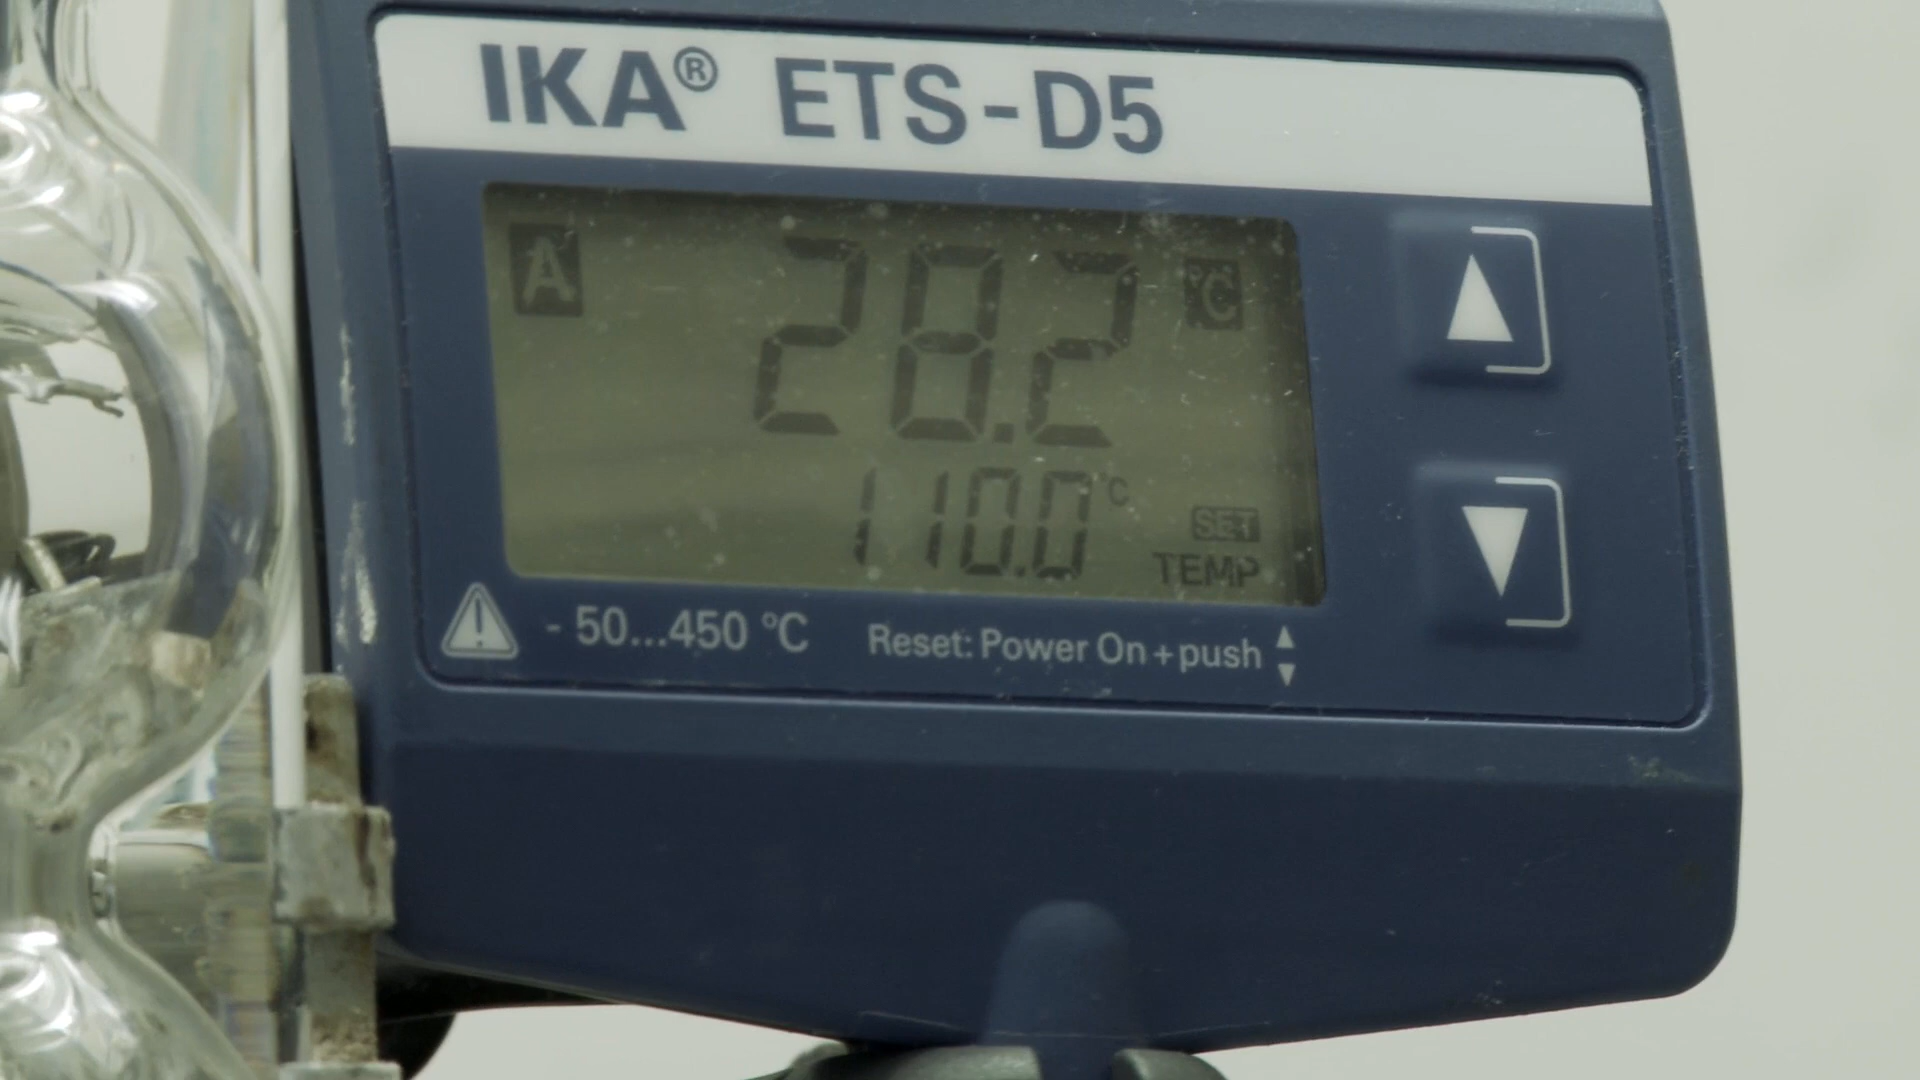 IKA® ETS-D5
A 28.2 °C
110.0 °C SET
TEMP
- 50...450 °C Reset: Power On + push